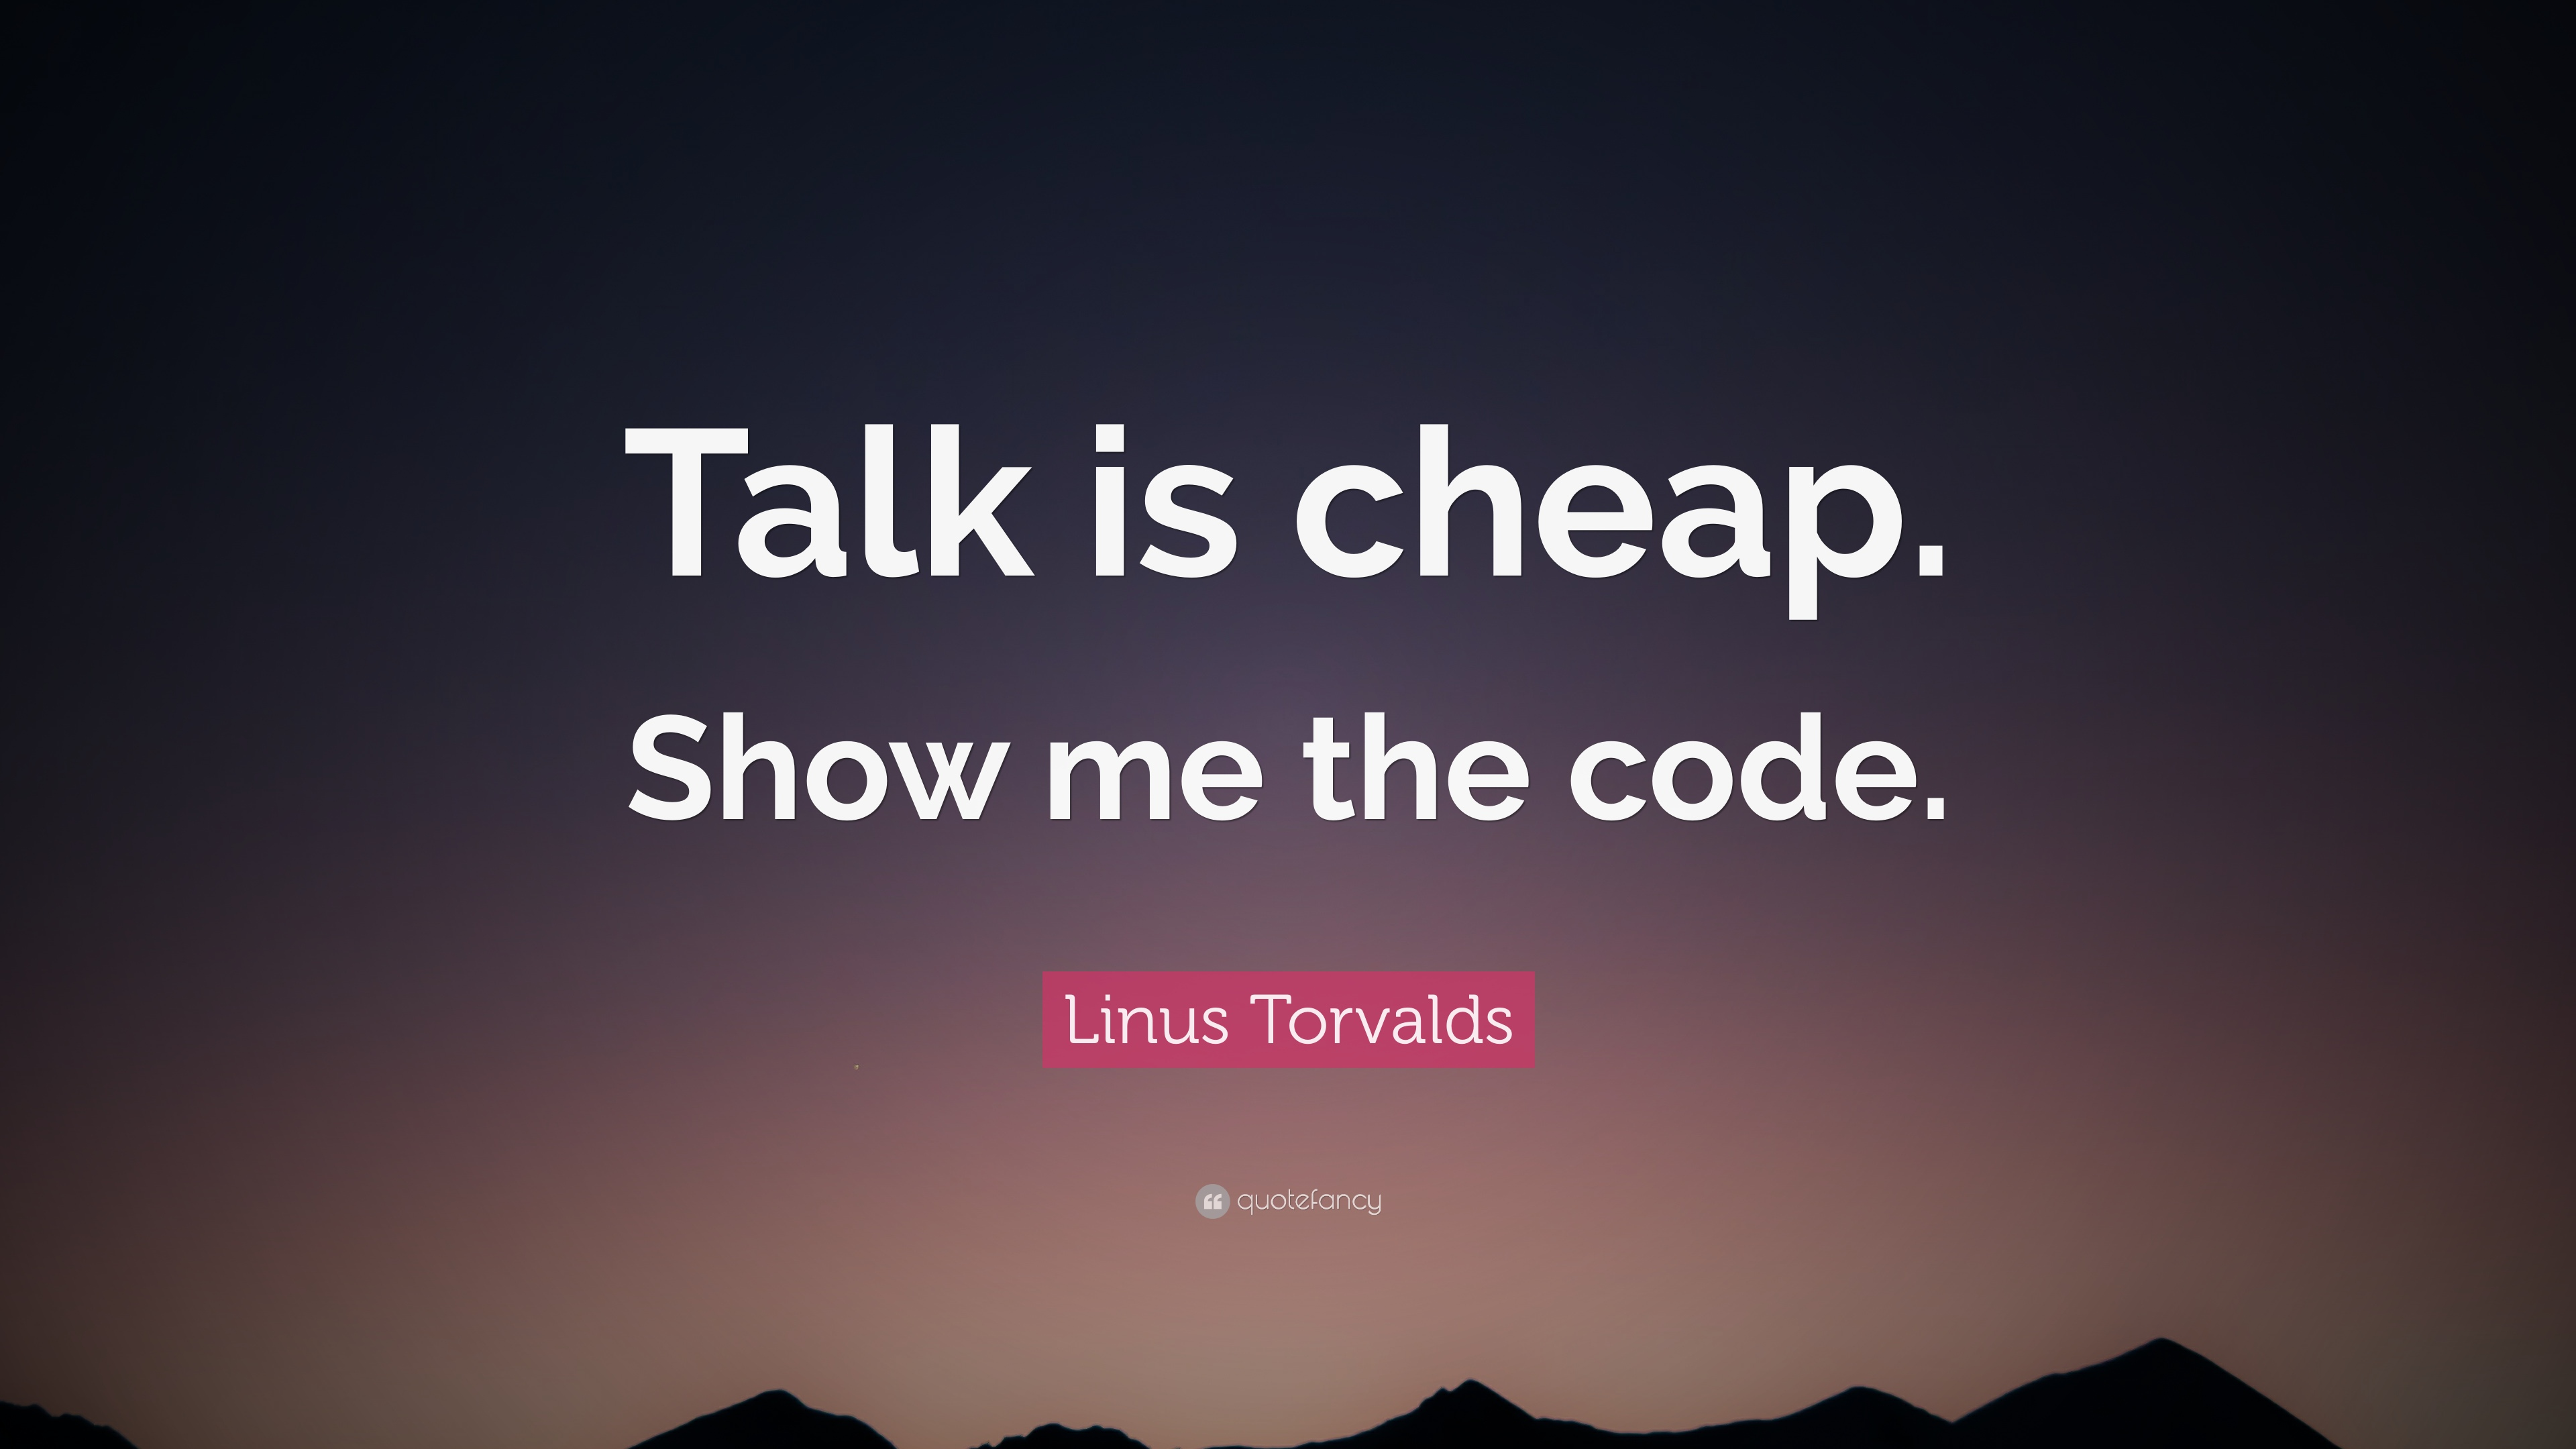 Talk is cheap.
Show me the code.
Linus Torvalds
quotefancy